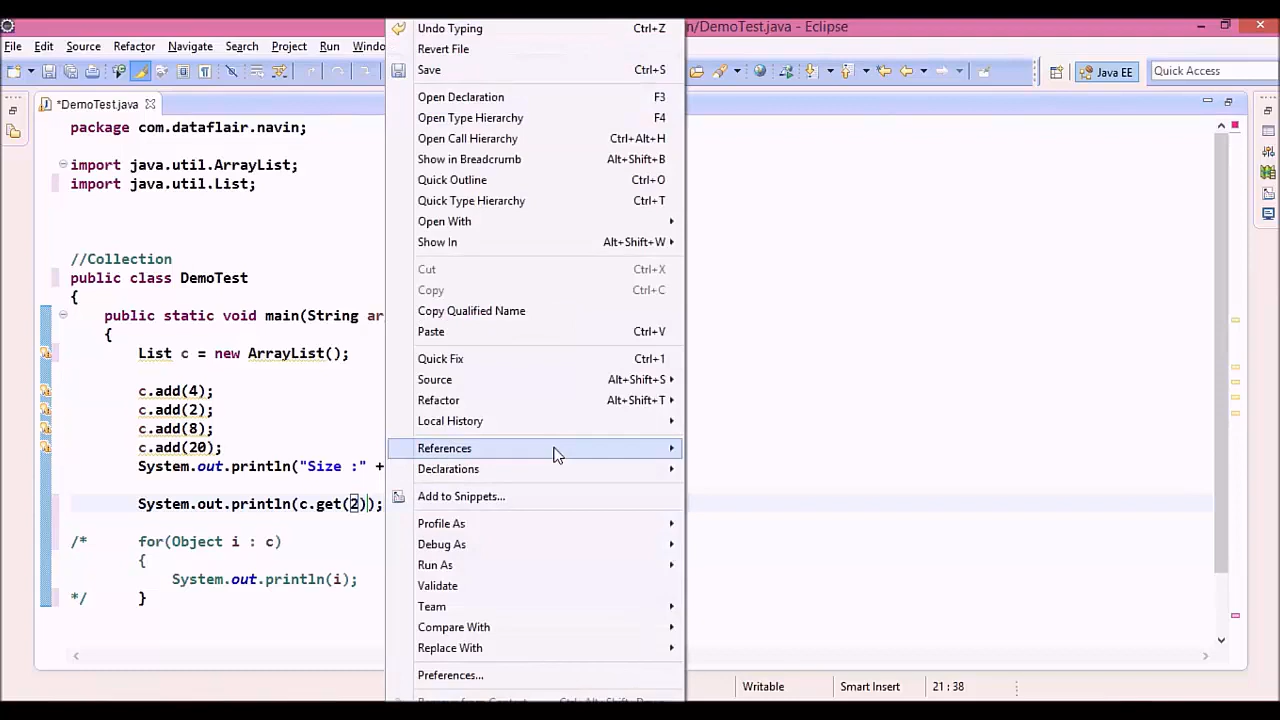 n/DemoTest.java - Eclipse
File Edit Source Refactor Navigate Search Project Run Windo
Java EE
Quick Access
*DemoTest.java
package com.dataflair.navin;
import java.util.ArrayList;
import java.util.List;
//Collection
public class DemoTest
{
public static void main(String ar
{
List c = new ArrayList();
c.add(4);
c.add(2);
c.add(8);
c.add(20);
System.out.println("Size :" +
System.out.println(c.get(2));
/* for(Object i : c)
{
System.out.println(i);
*/ }
Undo Typing Ctrl+Z
Revert File
Save Ctrl+S
Open Declaration F3
Open Type Hierarchy F4
Open Call Hierarchy Ctrl+Alt+H
Show in Breadcrumb Alt+Shift+B
Quick Outline Ctrl+O
Quick Type Hierarchy Ctrl+T
Open With
Show In Alt+Shift+W
Cut Ctrl+X
Copy Ctrl+C
Copy Qualified Name
Paste Ctrl+V
Quick Fix Ctrl+1
Source Alt+Shift+S
Refactor Alt+Shift+T
Local History
References
Declarations
Add to Snippets...
Profile As
Debug As
Run As
Validate
Team
Compare With
Replace With
Preferences...
Writable
Smart Insert
21 : 38